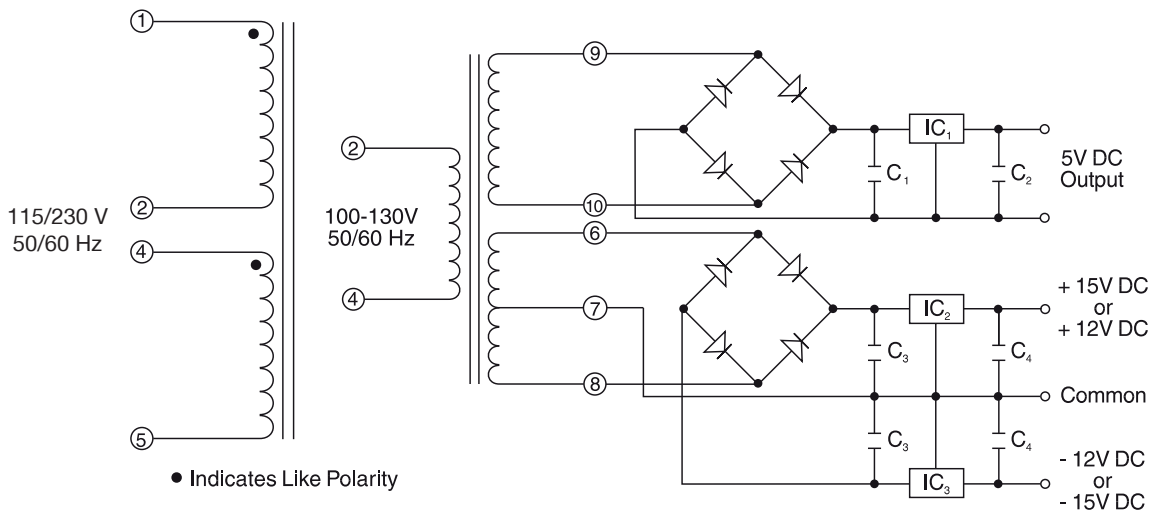 ①
②
115/230 V
50/60 Hz
④
⑤
● Indicates Like Polarity
②
100-130V
50/60 Hz
④
⑨
⑩
⑥
⑦
⑧
IC₁
C₁
C₂
5V DC
Output
IC₂
C₃
C₄
+ 15V DC
or
+ 12V DC
Common
C₃
C₄
IC₃
- 12V DC
or
- 15V DC